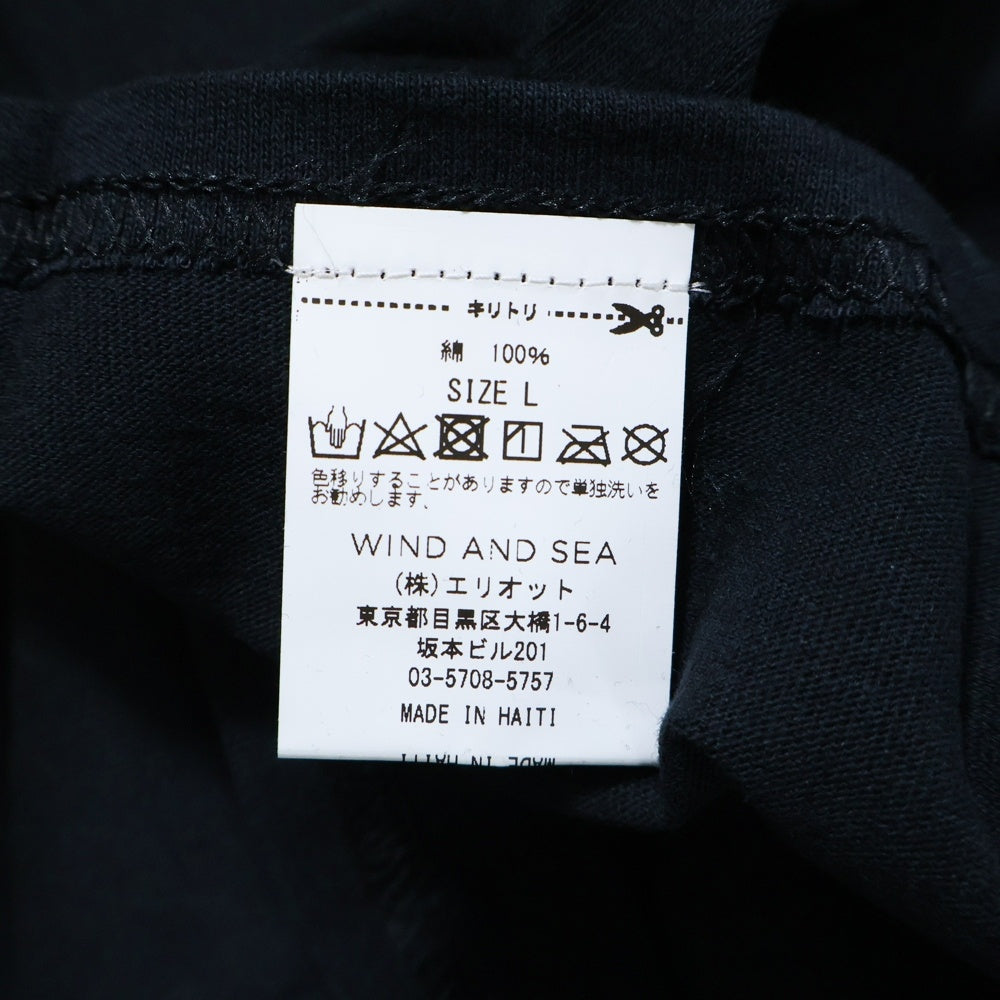 キリトリ
綿 100%
SIZE L
色移りすることがありますので単独洗いを
お勧めします。
WIND AND SEA
(株)エリオット
東京都目黒区大橋1-6-4
坂本ビル201
03-5708-5757
MADE IN HAITI
MADE IN HAITI